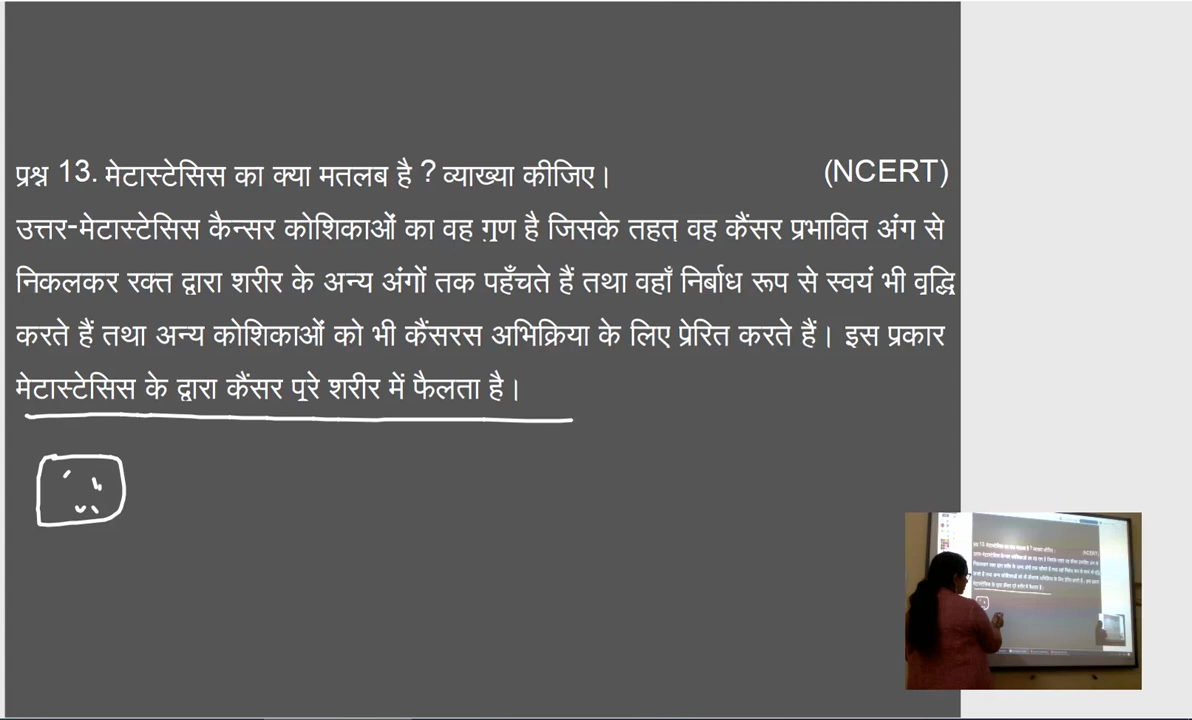 प्रश्न 13. मेटास्टेसिस का क्या मतलब है ? व्याख्या कीजिए। (NCERT)
उत्तर-मेटास्टेसिस कैन्सर कोशिकाओं का वह गुण है जिसके तहत् वह कैंसर प्रभावित अंग से
निकलकर रक्त द्वारा शरीर के अन्य अंगों तक पहुँचते हैं तथा वहाँ निर्बाध रूप से स्वयं भी वृद्धि
करते हैं तथा अन्य कोशिकाओं को भी कैंसरस अभिक्रिया के लिए प्रेरित करते हैं। इस प्रकार
मेटास्टेसिस के द्वारा कैंसर पूरे शरीर में फैलता है।